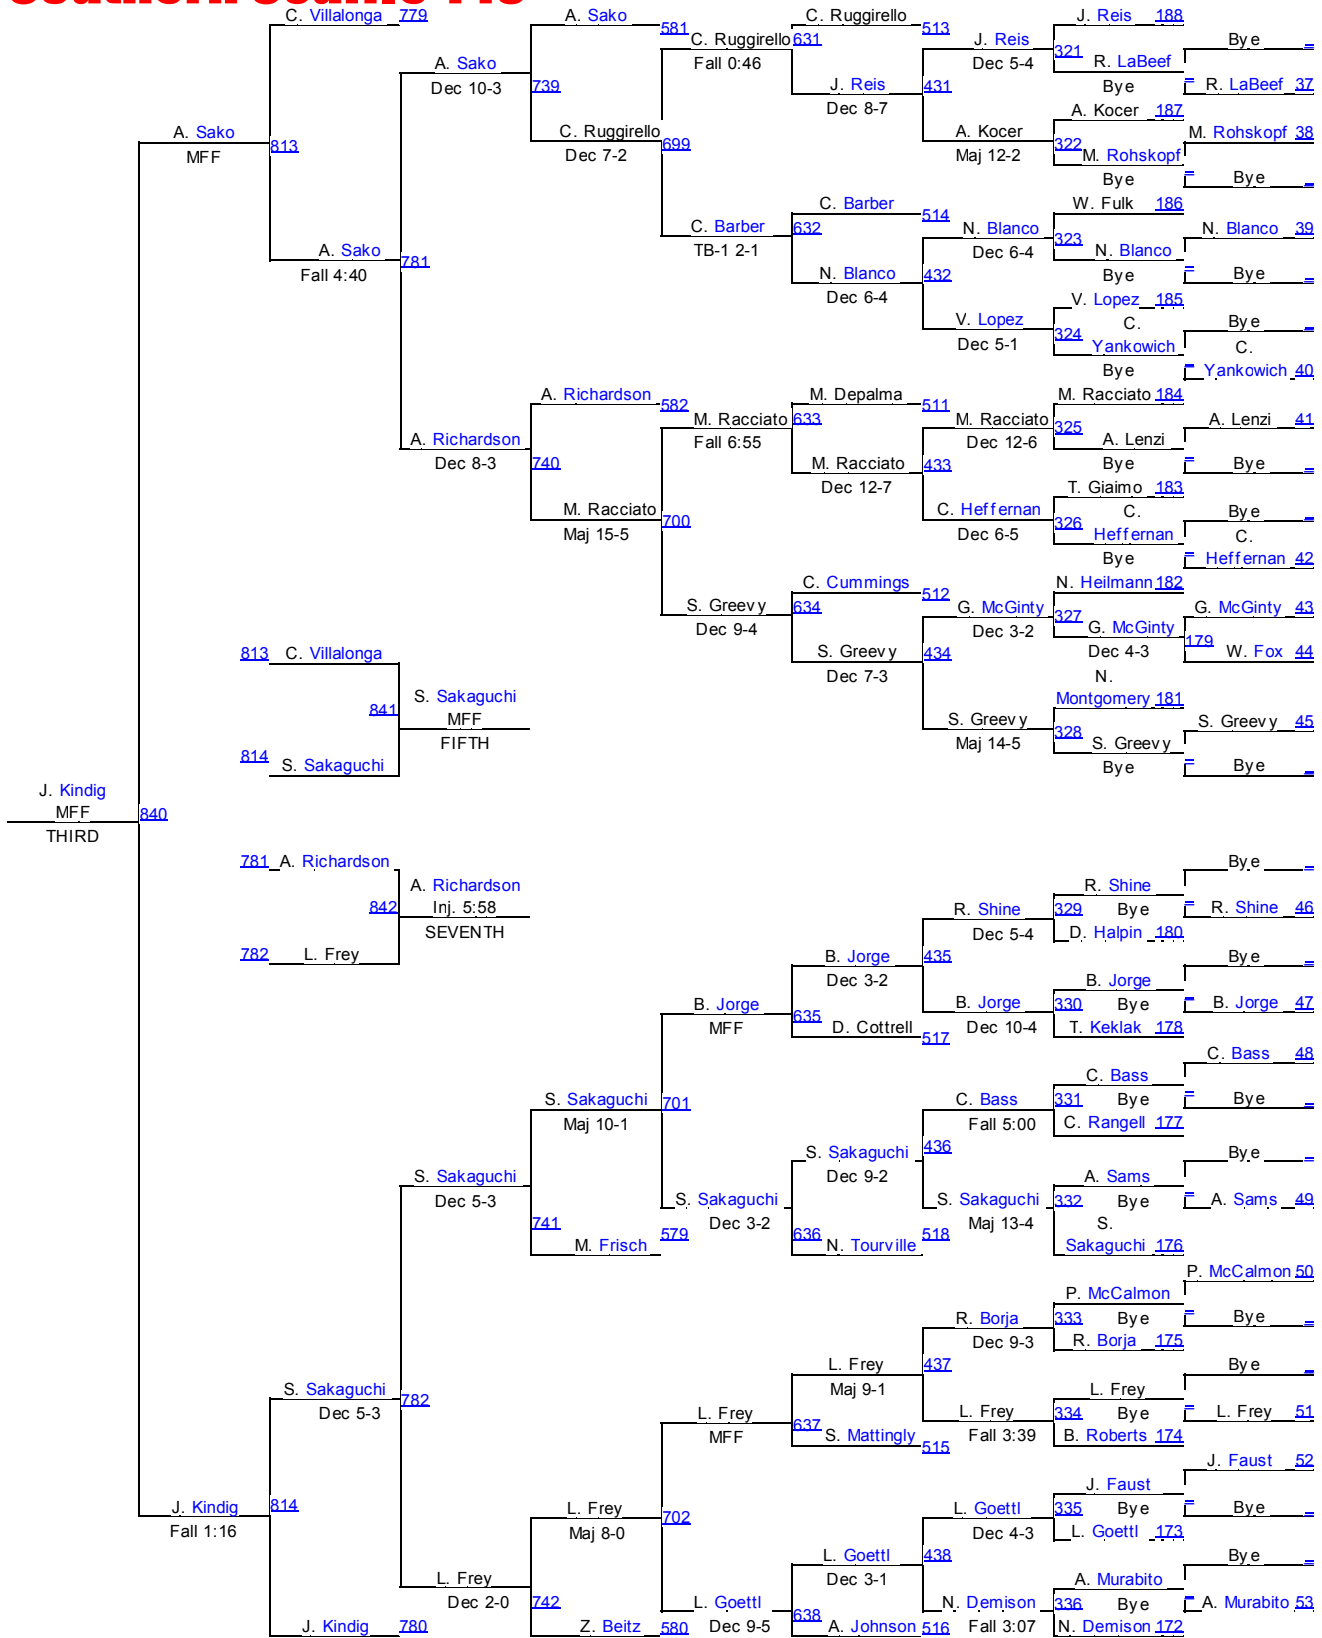 C. Villalonga 779
A. Sako
C. Ruggirello
J. Reis 188
581
513
Bye
C. Ruggirello 631
J. Reis
321
A. Sako
Fall 0:46
Dec 5-4
R. LaBeef
Dec 10-3
739
J. Reis
431
Bye
R. LaBeef 37
Dec 8-7
A. Kocer 187
A. Sako
813
C. Ruggirello
699
A. Kocer
322
M. Rohskopf 38
MFF
Dec 7-2
Maj 12-2
M. Rohskopf
Bye
Bye
C. Barber
514
W. Fulk 186
C. Barber
632
N. Blanco
323
N. Blanco 39
A. Sako
781
TB-1 2-1
Dec 6-4
N. Blanco
Fall 4:40
N. Blanco
432
Bye
Bye
Dec 6-4
V. Lopez 185
V. Lopez
324
C.
Bye
Dec 5-1
Yankowich
C.
Bye
Yankowich 40
A. Richardson
582
M. Depalma
511
M. Racciato 184
M. Racciato 633
M. Racciato
325
A. Lenzi 41
A. Richardson
Fall 6:55
Dec 12-6
A. Lenzi
Dec 8-3
740
M. Racciato
433
Bye
Bye
Dec 12-7
T. Giaimo 183
M. Racciato
700
C. Heffernan
326
C.
Bye
Maj 15-5
Dec 6-5
Heffernan
C.
Bye
Heffernan 42
C. Cummings
512
N. Heilmann 182
S. Greevy
634
G. McGinty
327
G. McGinty 43
Dec 9-4
Dec 3-2
G. McGinty
179
813 C. Villalonga
S. Greevy
434
Dec 4-3
W. Fox 44
Dec 7-3
N.
S. Sakaguchi
Montgomery 181
841
MFF
S. Greevy
328
S. Greevy 45
FIFTH
Maj 14-5
S. Greevy
814 S. Sakaguchi
Bye
Bye
J. Kindig
MFF
840
THIRD
781 A. Richardson
Bye
A. Richardson
R. Shine
842
Inj. 5:58
R. Shine
329
Bye
R. Shine 46
SEVENTH
Dec 5-4
D. Halpin 180
782 L. Frey
B. Jorge
435
Bye
Dec 3-2
B. Jorge
B. Jorge
635
B. Jorge
330
Bye
B. Jorge 47
MFF
D. Cottrell
517
Dec 10-4
T. Keklak 178
C. Bass 48
C. Bass
S. Sakaguchi
701
C. Bass
331
Bye
Bye
Maj 10-1
Fall 5:00
C. Rangell 177
S. Sakaguchi
436
Bye
S. Sakaguchi
Dec 9-2
A. Sams
Dec 5-3
S. Sakaguchi
S. Sakaguchi
332
Bye
A. Sams 49
741
Dec 3-2
636
518
Maj 13-4
S.
M. Frisch
579
N. Tourville
Sakaguchi 176
P. McCalmon 50
P. McCalmon
R. Borja
333
Bye
Bye
Dec 9-3
R. Borja 175
L. Frey
437
Bye
S. Sakaguchi
782
Maj 9-1
L. Frey
Dec 5-3
L. Frey
637
L. Frey
334
Bye
L. Frey 51
MFF
S. Mattingly
515
Fall 3:39
B. Roberts 174
J. Faust 52
J. Faust
J. Kindig
814
L. Frey
702
L. Goettl
335
Bye
Bye
Fall 1:16
Maj 8-0
Dec 4-3
L. Goettl 173
L. Goettl
438
Bye
L. Frey
Dec 3-1
A. Murabito
Dec 2-0
742
L. Goettl
638
N. Demison
336
Bye
A. Murabito 53
J. Kindig 780
Z. Beitz
580
Dec 9-5
A. Johnson 516
Fall 3:07
N. Demison 172